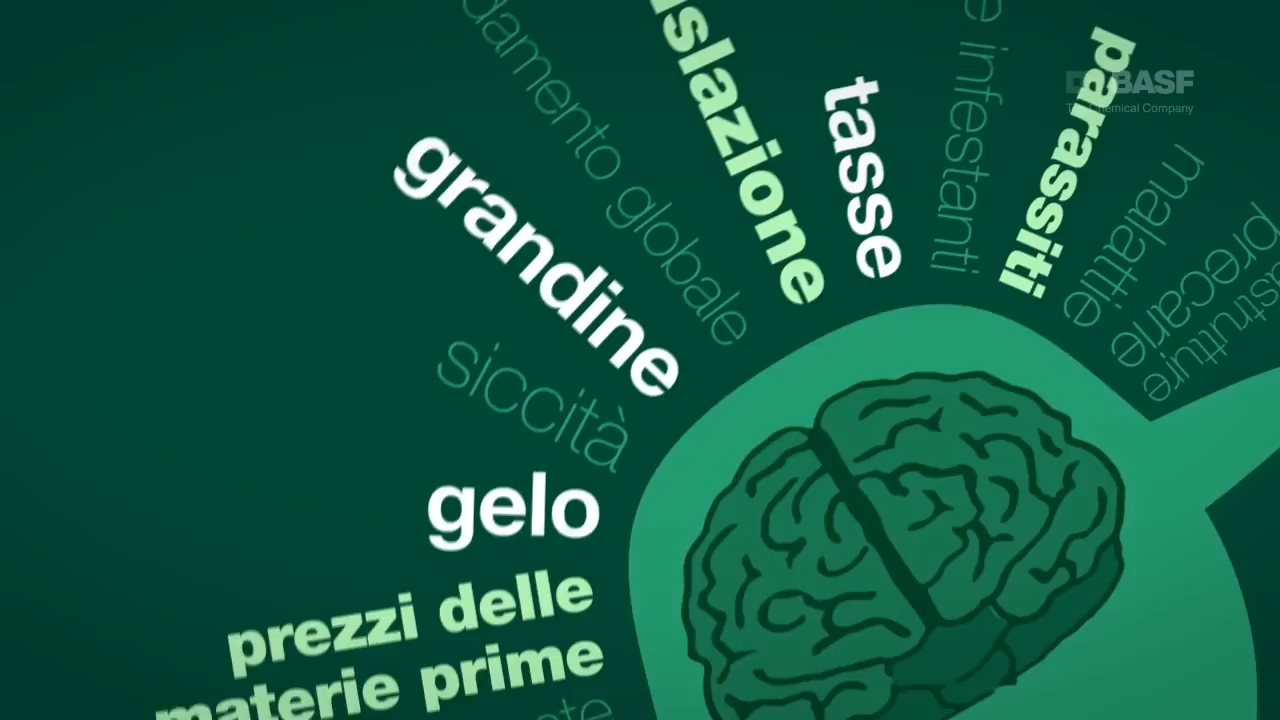 prezzi delle
materie prime
gelo
siccità
grandine
damento globale
slazione
tasse
e infestanti
parassiti
malattie
precarie
BASF
The Chemical Company